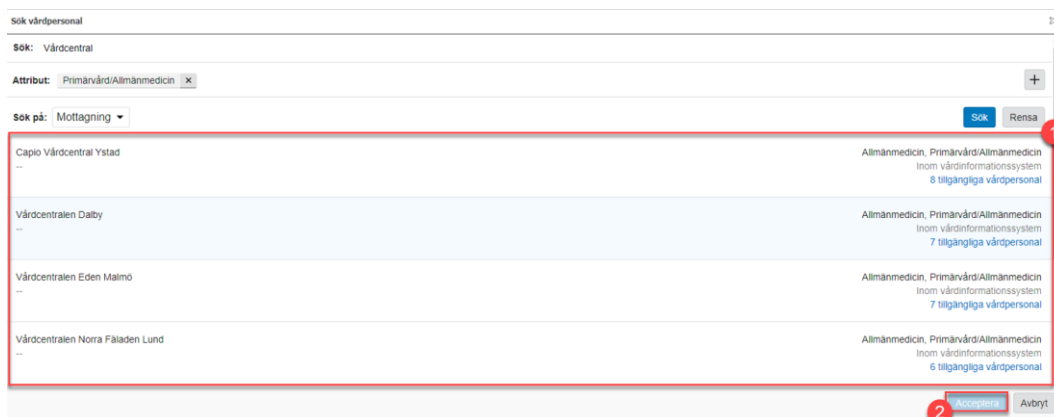 Sök vårdpersonal
Sök: Vårdcentral
Attribut: Primärvård/Allmänmedicin x
Sök på: Mottagning Sök Rensa
1
Capio Vårdcentral Ystad Allmänmedicin, Primärvård/Allmänmedicin
-- Inom vårdinformationssystem
8 tillgängliga vårdpersonal
Vårdcentralen Dalby Allmänmedicin, Primärvård/Allmänmedicin
-- Inom vårdinformationssystem
7 tillgängliga vårdpersonal
Vårdcentralen Eden Malmö Allmänmedicin, Primärvård/Allmänmedicin
-- Inom vårdinformationssystem
7 tillgängliga vårdpersonal
Vårdcentralen Norra Fäladen Lund Allmänmedicin, Primärvård/Allmänmedicin
-- Inom vårdinformationssystem
6 tillgängliga vårdpersonal
2 Acceptera Avbryt